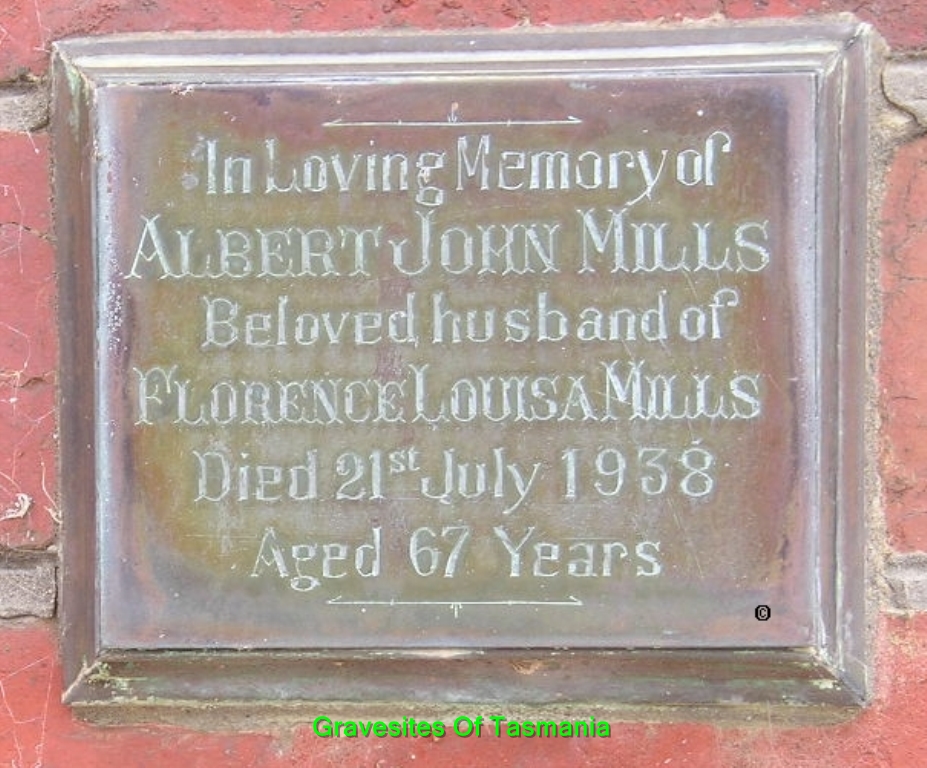 In Loving Memory of
ALBERT JOHN MILLS
Beloved husband of
FLORENCE LOUISA MILLS
Died 21st July 1938
Aged 67 Years
©
Gravesites Of Tasmania